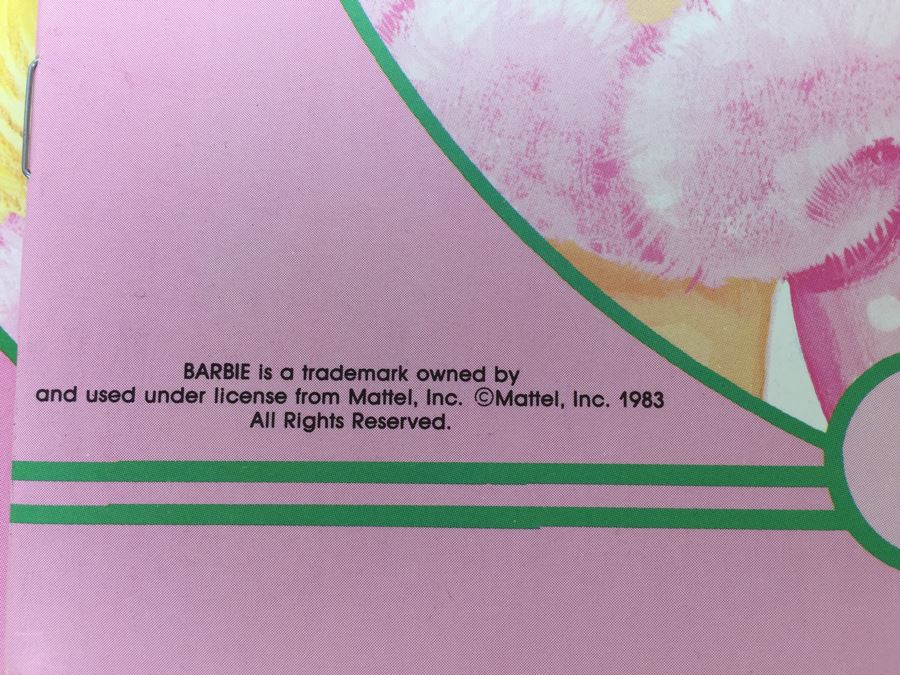 BARBIE is a trademark owned by
and used under license from Mattel, Inc. ©Mattel, Inc. 1983
All Rights Reserved.